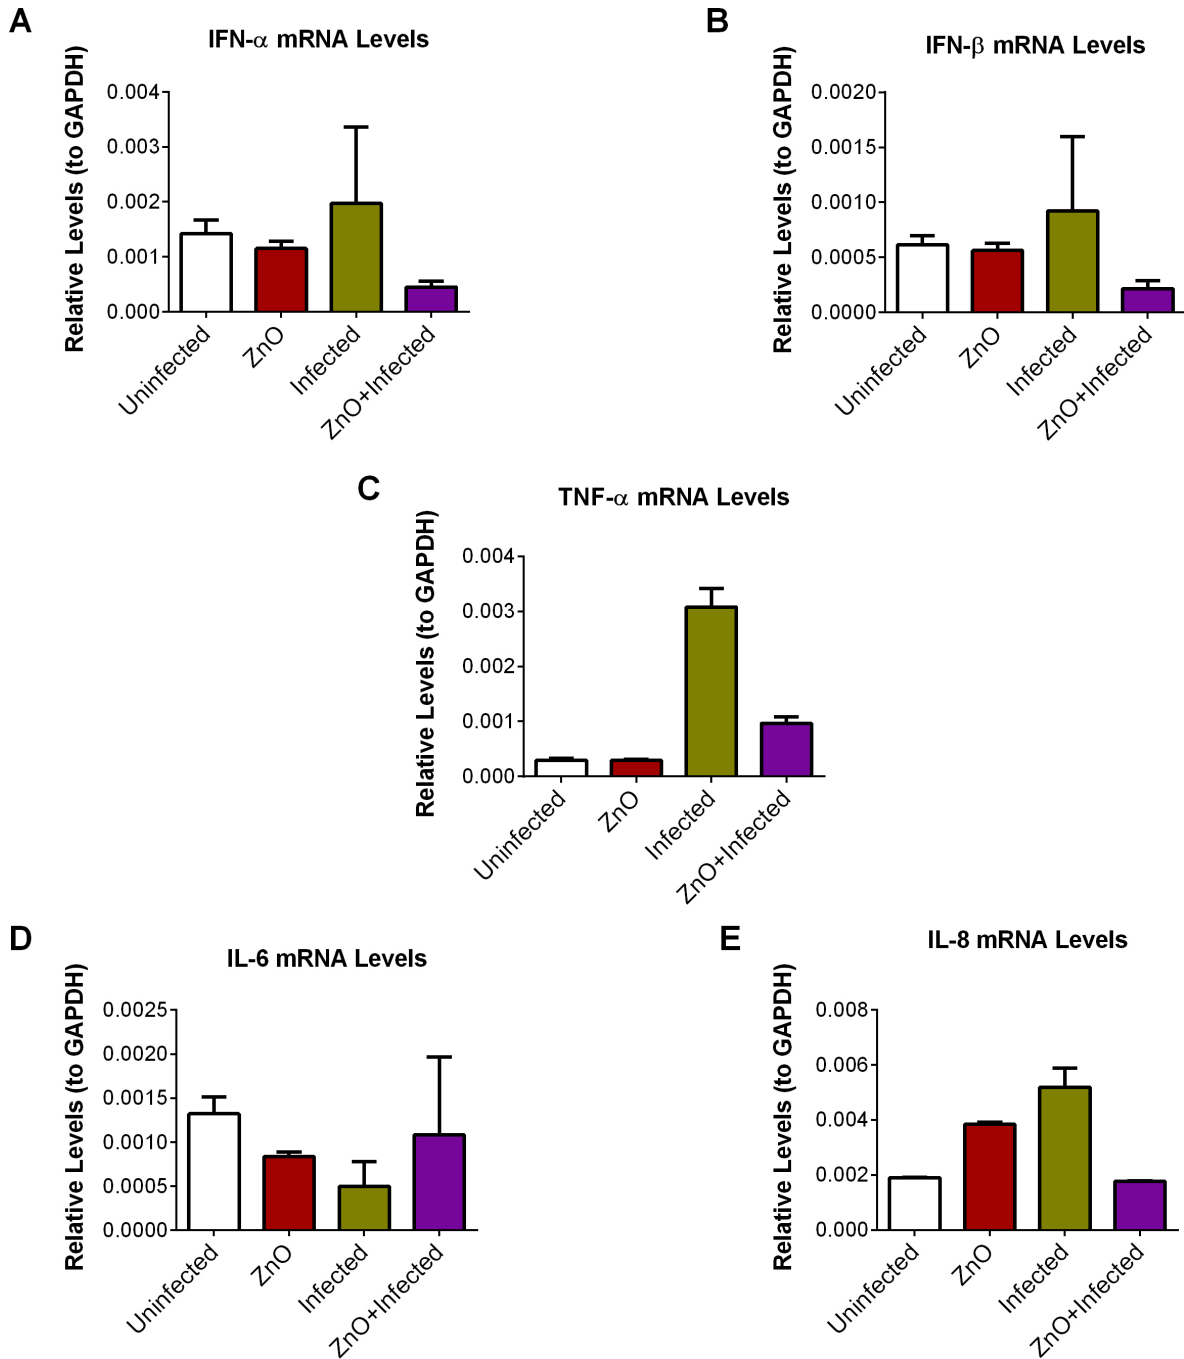 A
IFN-α mRNA Levels
Relative Levels (to GAPDH)
0.004
0.003
0.002
0.001
0.000
Uninfected
ZnO
Infected
ZnO+Infected
B
IFN-β mRNA Levels
Relative Levels (to GAPDH)
0.0020
0.0015
0.0010
0.0005
0.0000
Uninfected
ZnO
Infected
ZnO+Infected
C
TNF-α mRNA Levels
Relative Levels (to GAPDH)
0.004
0.003
0.002
0.001
0.000
Uninfected
ZnO
Infected
ZnO+Infected
D
IL-6 mRNA Levels
Relative Levels (to GAPDH)
0.0025
0.0020
0.0015
0.0010
0.0005
0.0000
Uninfected
ZnO
Infected
ZnO+Infected
E
IL-8 mRNA Levels
Relative Levels (to GAPDH)
0.008
0.006
0.004
0.002
0.000
Uninfected
ZnO
Infected
ZnO+Infected